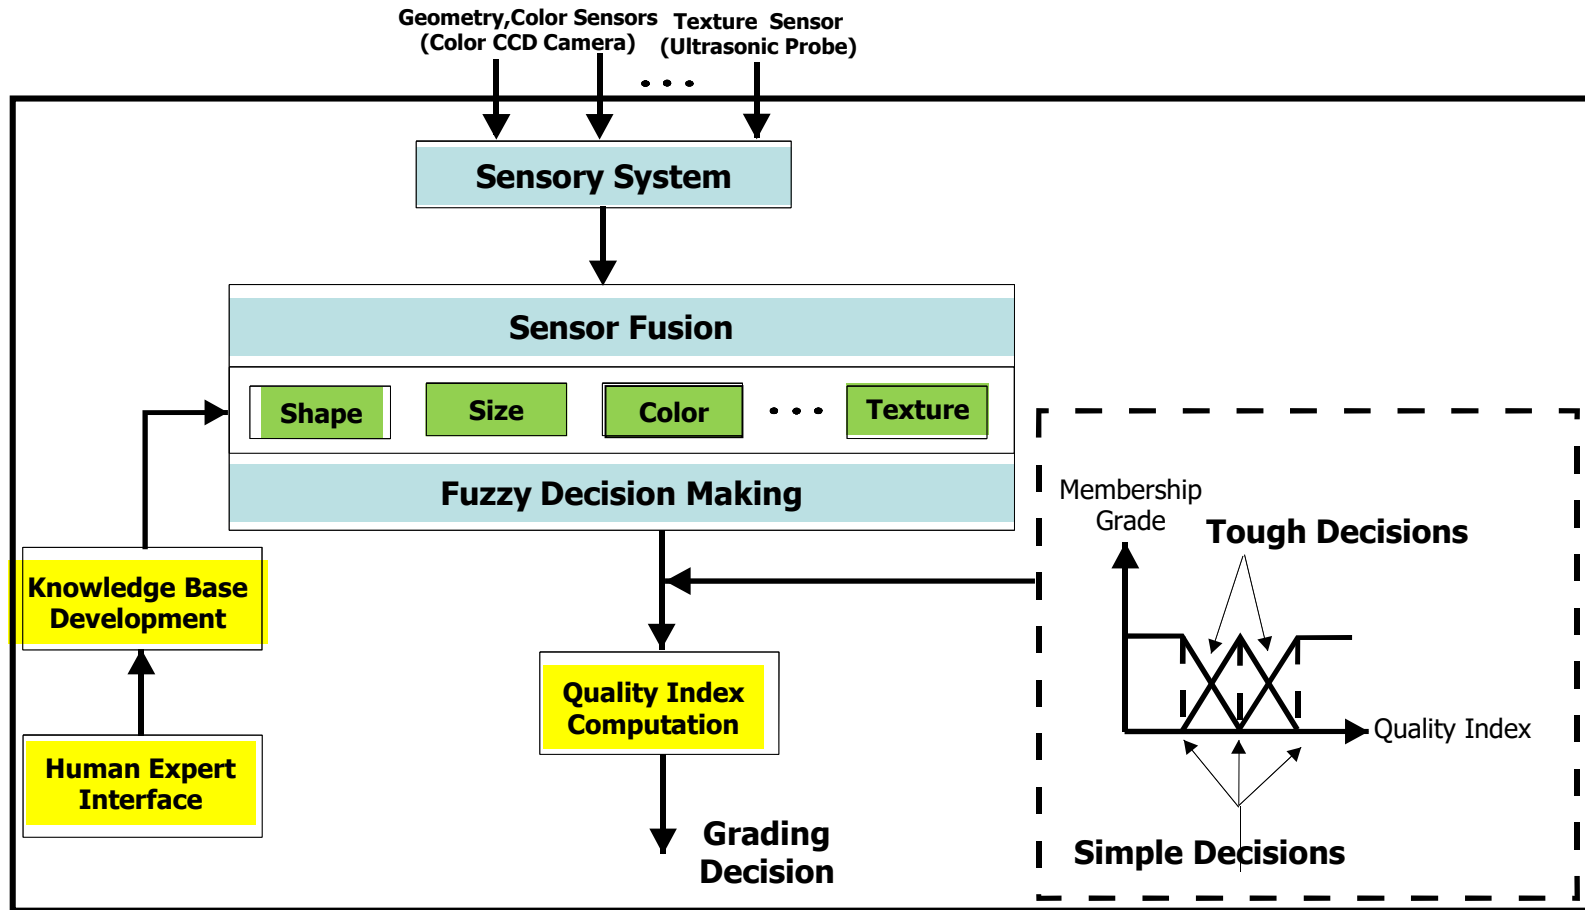 Geometry,Color Sensors
(Color CCD Camera)
Texture Sensor
(Ultrasonic Probe)
• • •
Sensory System
Sensor Fusion
Shape
Size
Color
• • •
Texture
Fuzzy Decision Making
Knowledge Base
Development
Human Expert
Interface
Quality Index
Computation
Grading
Decision
Membership
Grade
Tough Decisions
Quality Index
Simple Decisions